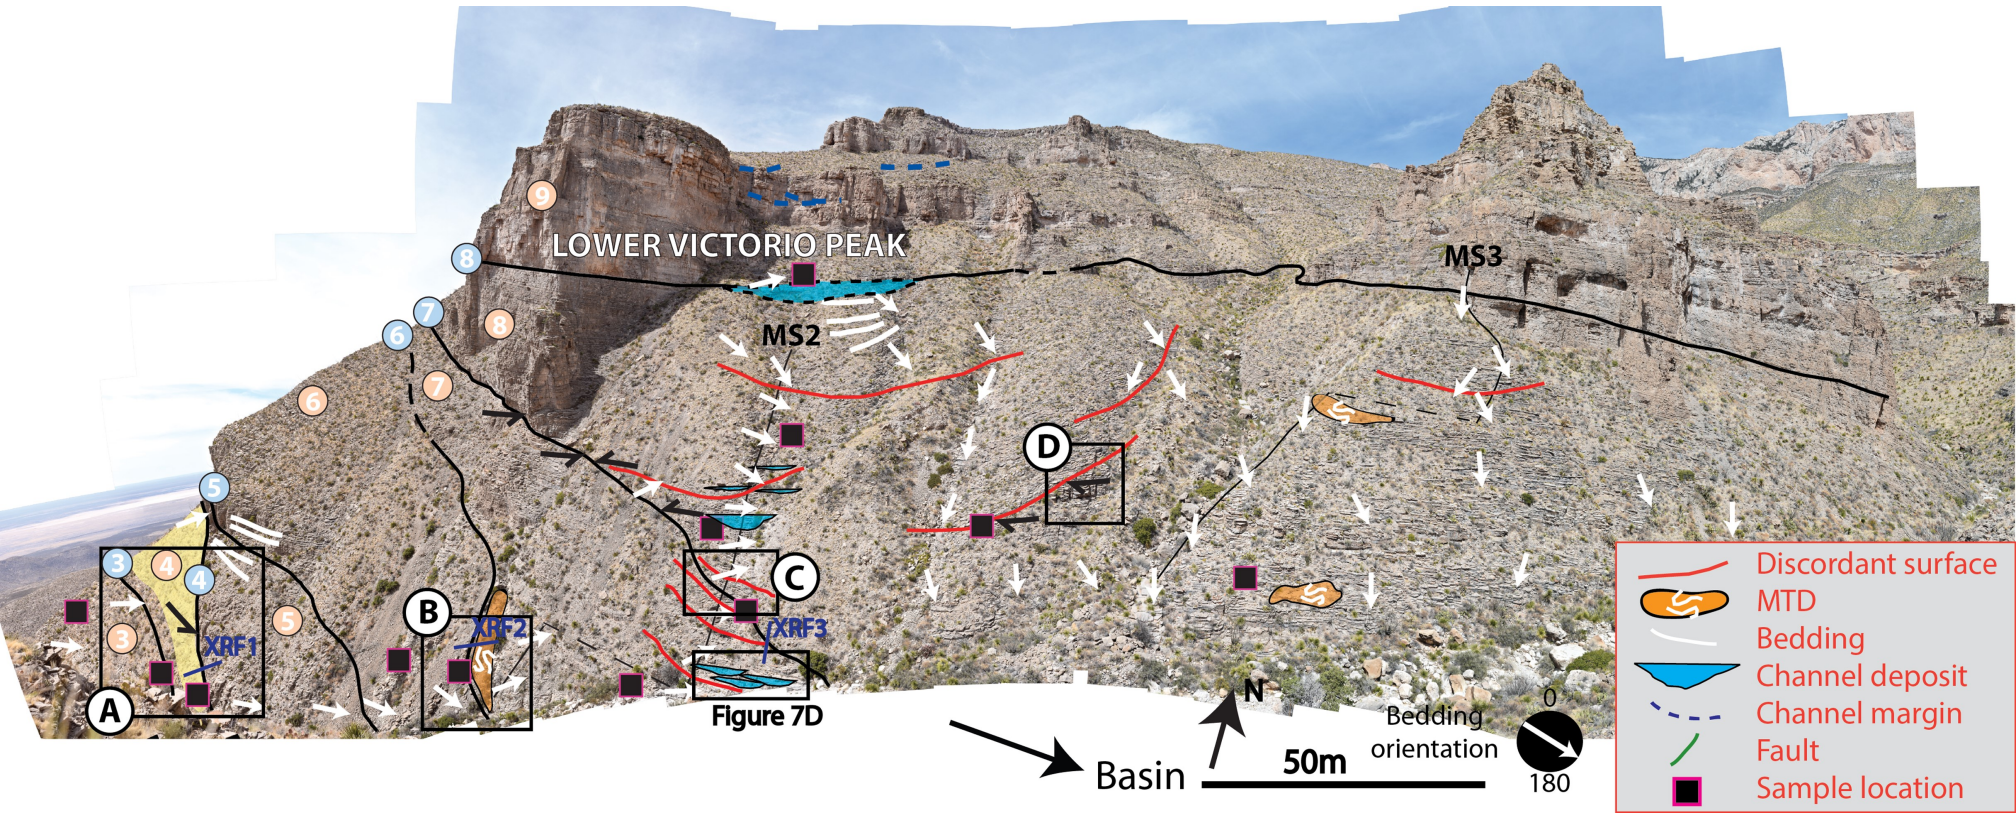 9
LOWER VICTORIO PEAK
8
MS3
7
8
6
MS2
7
6
D
5
C
3
4
4
B
5
XRF2
XRF3
3
XRF1
A
Figure 7D
N
Basin
50m
Bedding
orientation
0
180
Discordant surface
MTD
Bedding
Channel deposit
Channel margin
Fault
Sample location